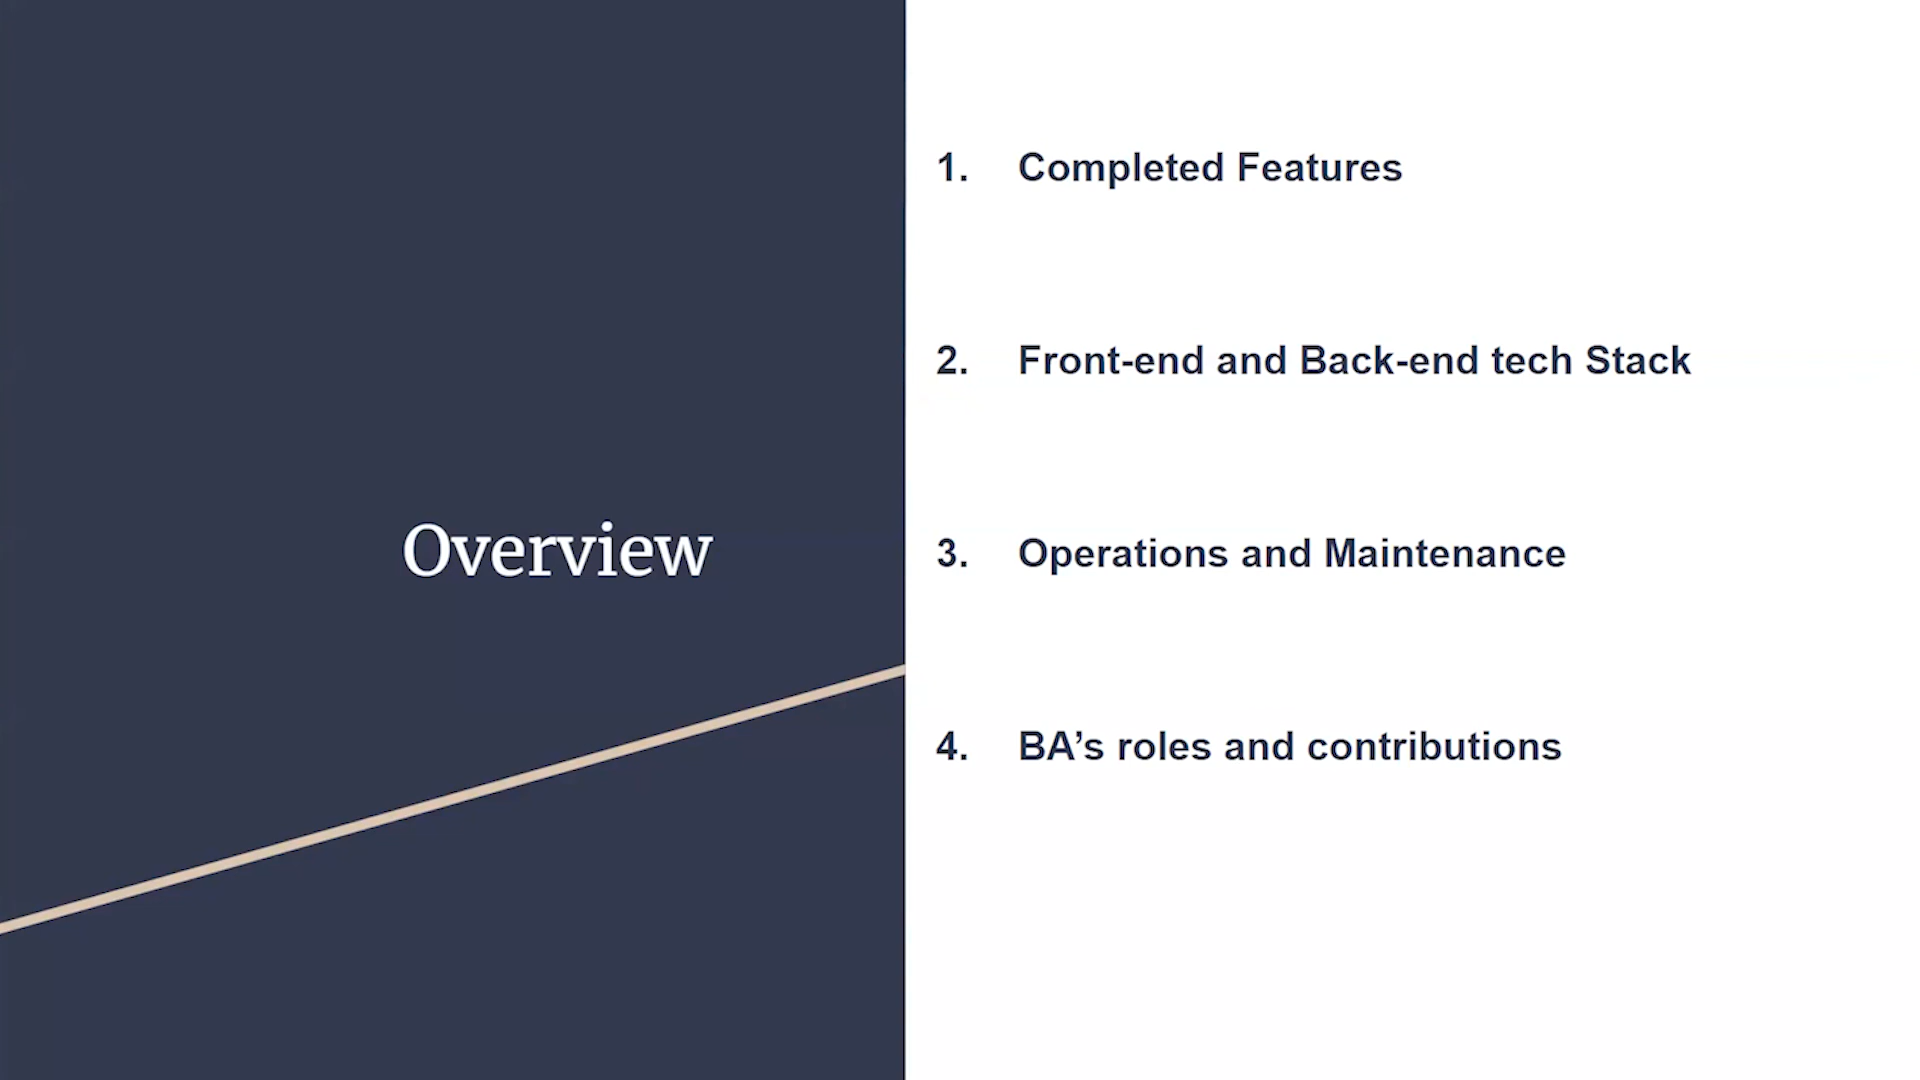 Overview
1. Completed Features
2. Front-end and Back-end tech Stack
3. Operations and Maintenance
4. BA’s roles and contributions